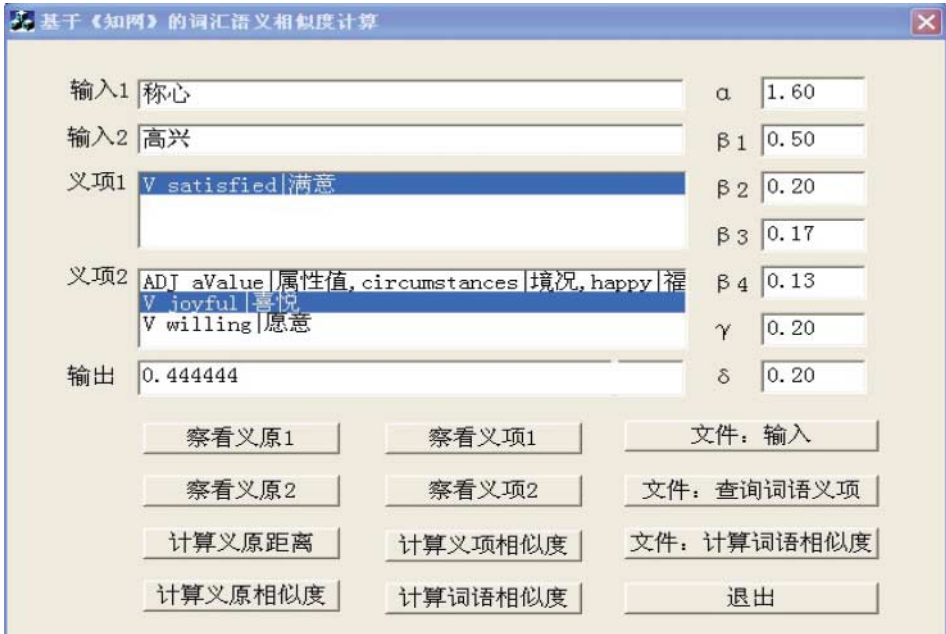 基于《知网》的词汇语义相似度计算
输入1 称心 α 1.60
输入2 高兴 β1 0.50
义项1 V satisfied|满意 β2 0.20
β3 0.17
义项2 ADJ aValue|属性值,circumstances|境况,happy|福 β4 0.13
V joyful|喜悦
V willing|愿意 γ 0.20
输出 0.444444 δ 0.20
察看义原1 察看义项1 文件：输入
察看义原2 察看义项2 文件：查询词语义项
计算义原距离 计算义项相似度 文件：计算词语相似度
计算义原相似度 计算词语相似度 退出